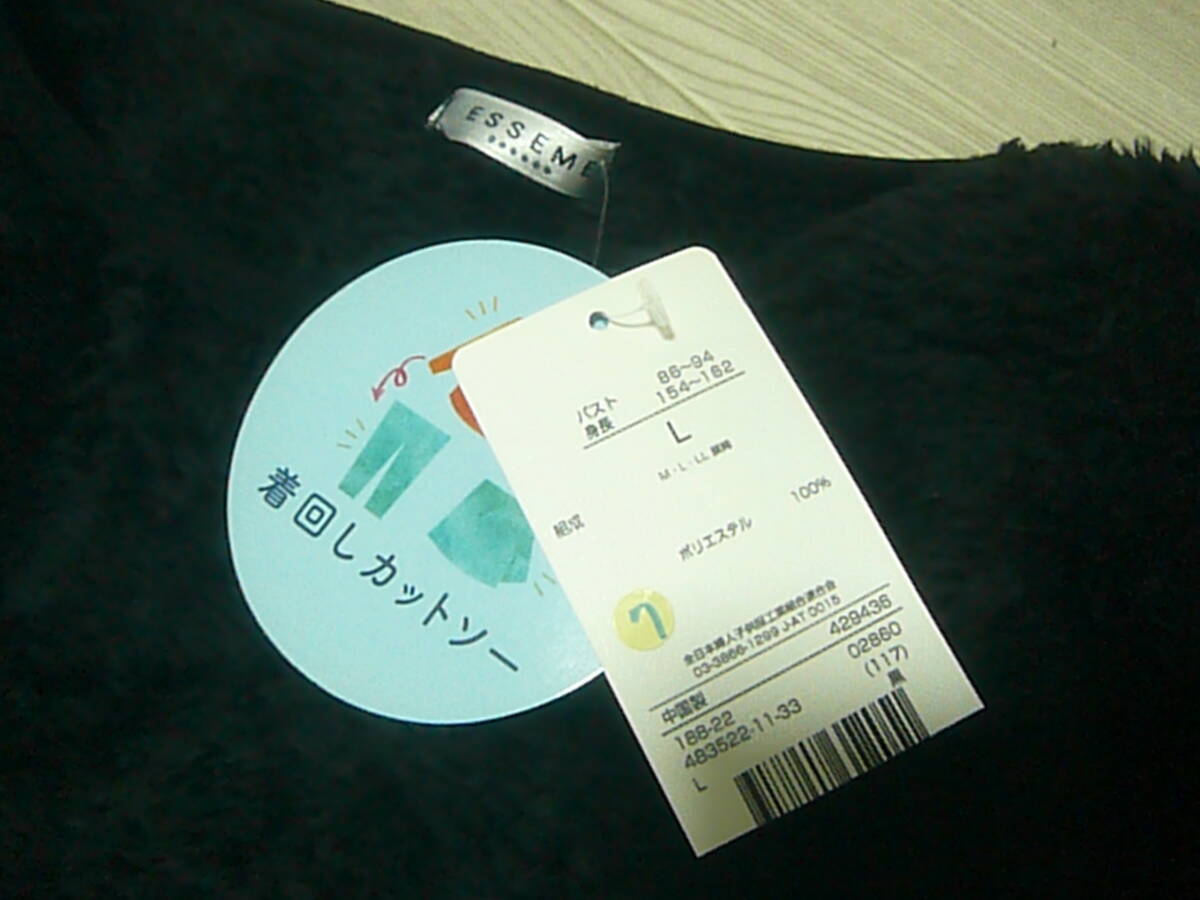 ESSEME
着回しカットソー
バスト 86~94
身長 154~162
L
M・L・LL 展開
組成
ポリエステル 100%
フ
全日本婦人子供服工業組合連合会
03-3866-1299 JAT 0015
中国製 429436
188-22 02860
483522-11-33 (117)
L 黒